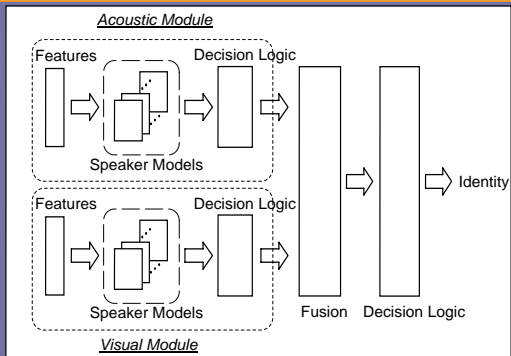 Acoustic Module
Features
Decision Logic
Speaker Models
Features
Decision Logic
Speaker Models
Visual Module
Fusion
Decision Logic
Identity